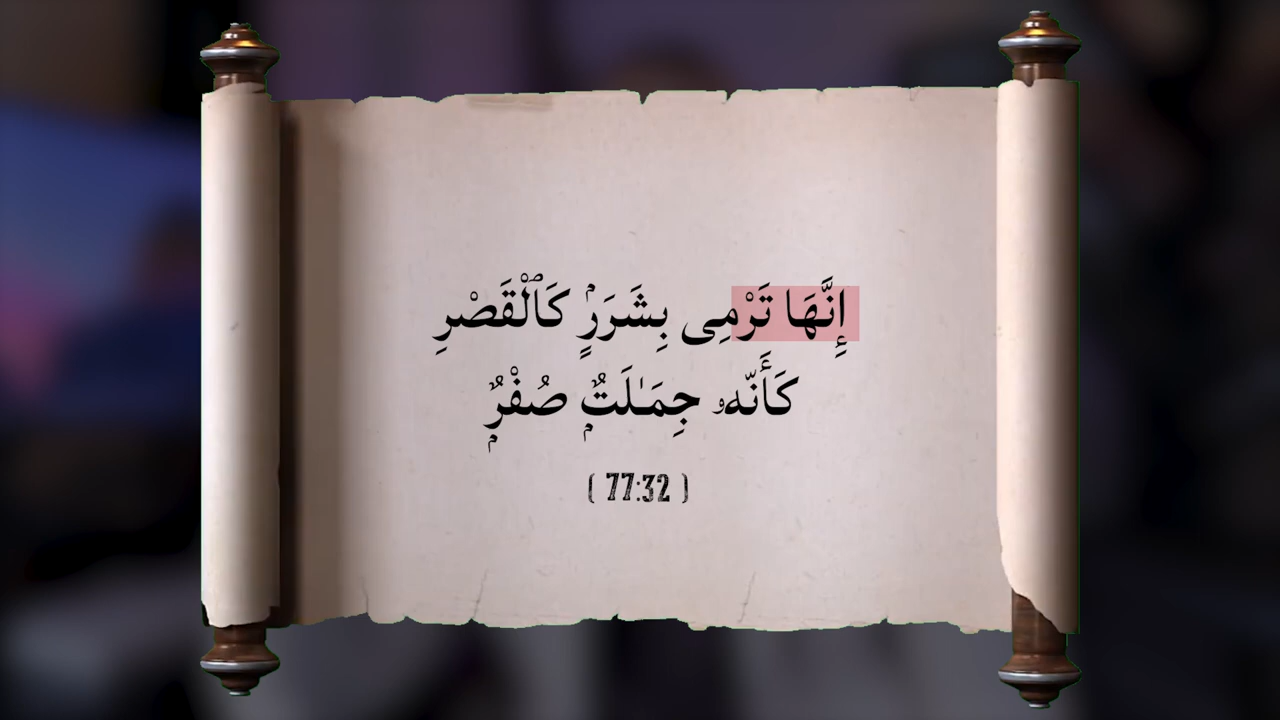 إِنَّهَا تَرْمِى بِشَرَرٍۢ كَٱلْقَصْرِ
كَأَنَّهُۥ جِمَـٰلَتٌۭ صُفْرٌۭ
( 77:32 )